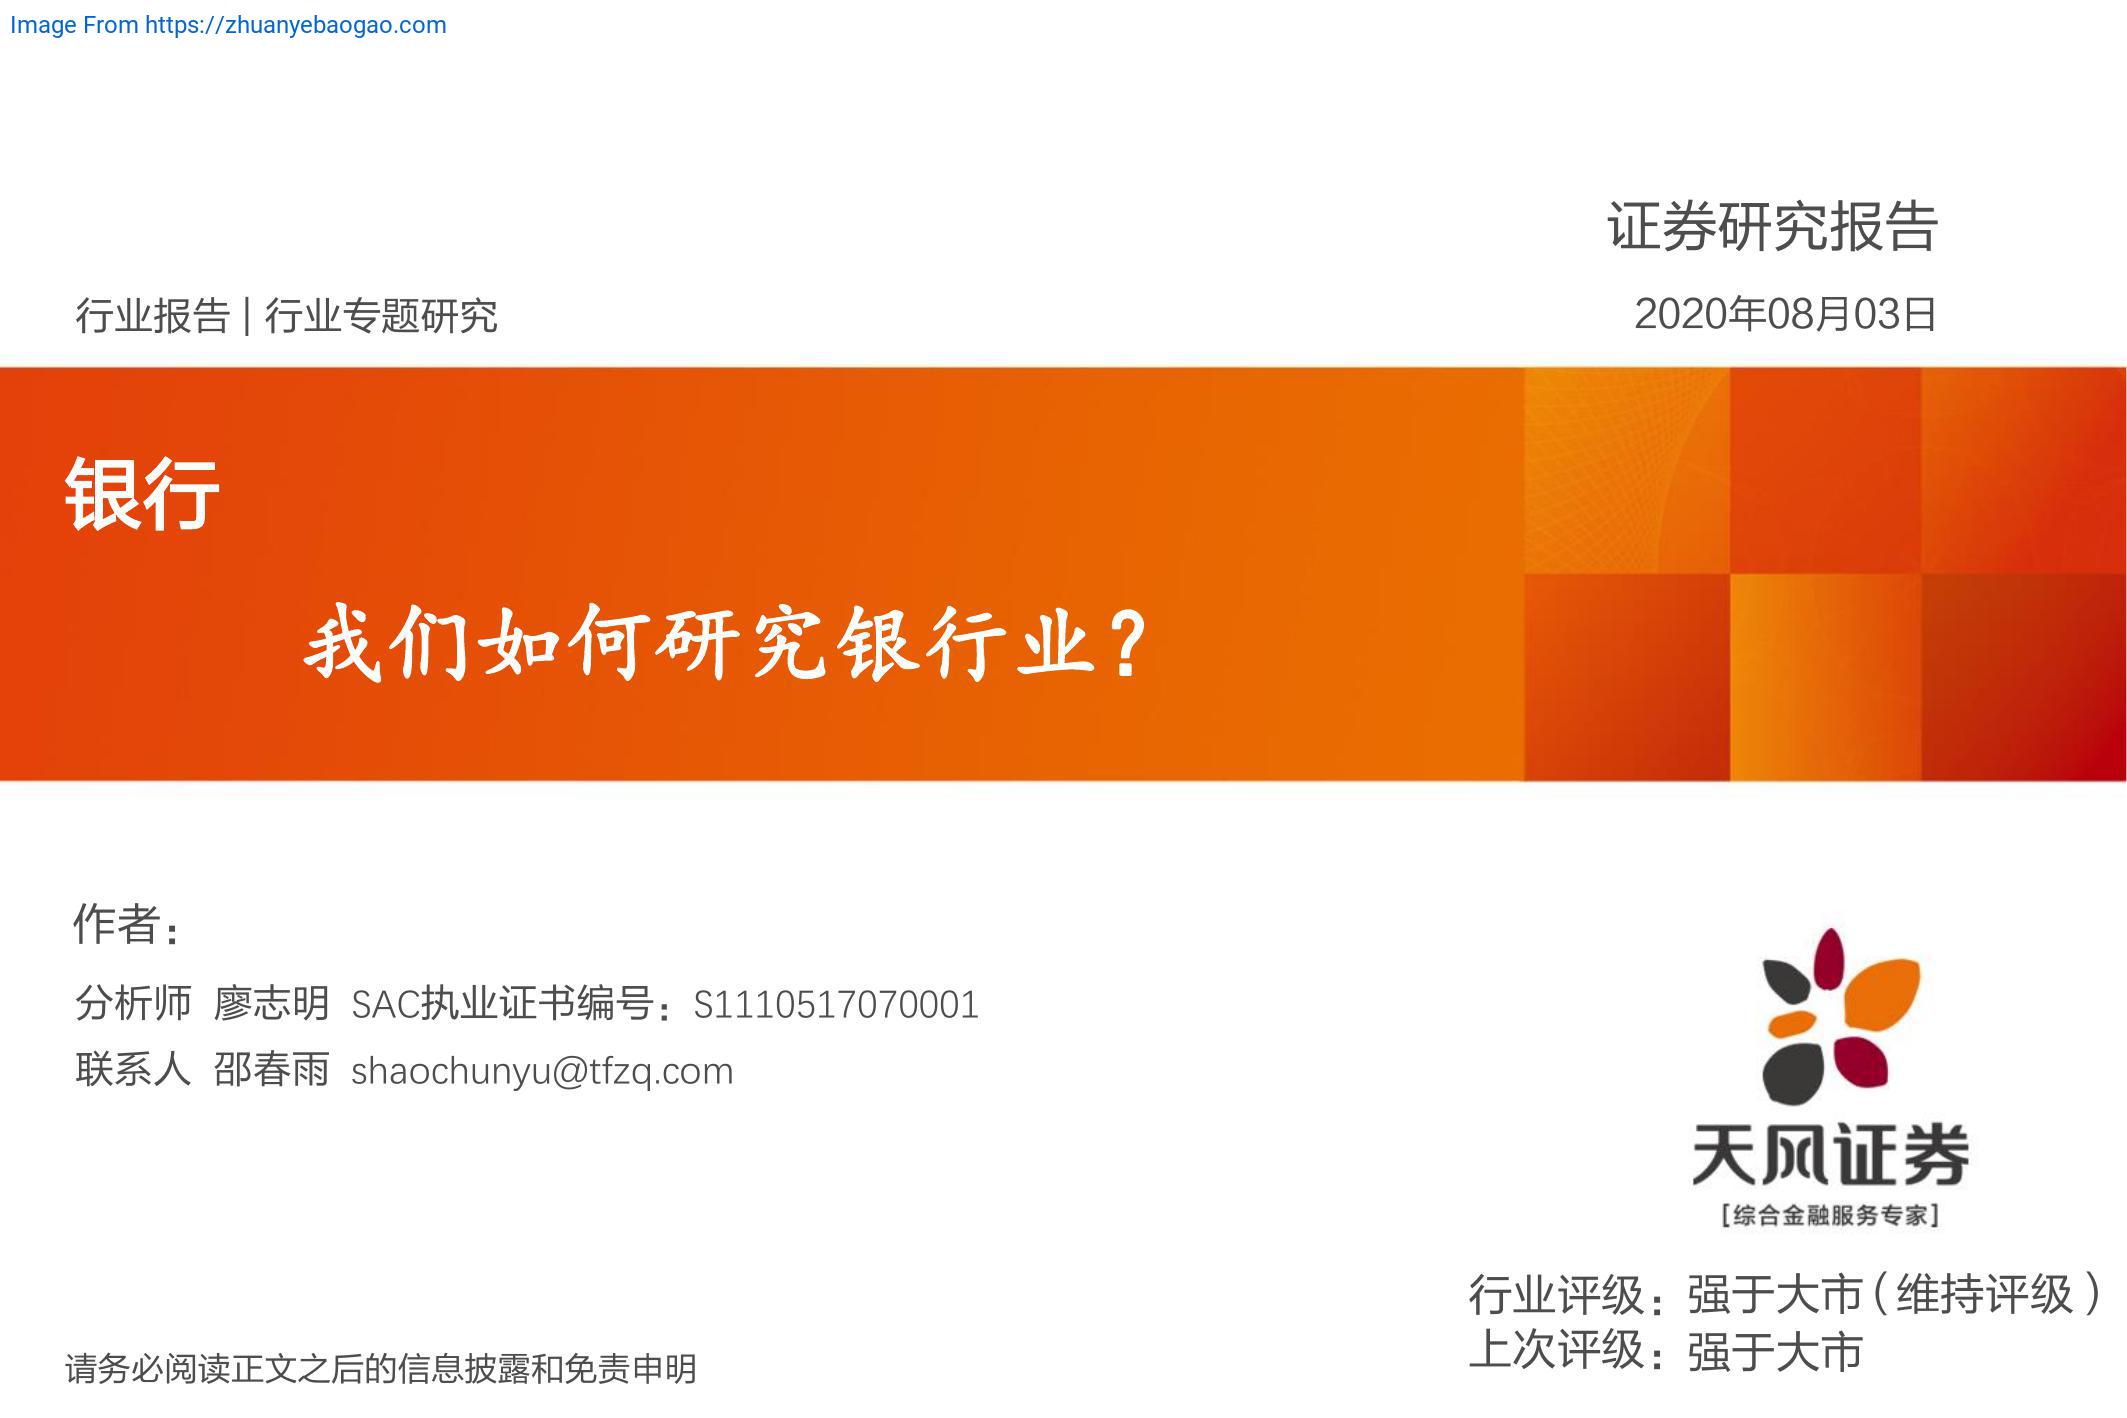 Image From https://zhuanyebaogao.com
证券研究报告
行业报告 | 行业专题研究
2020年08月03日
银行
我们如何研究银行业？
作者：
分析师 廖志明 SAC执业证书编号：S1110517070001
联系人 邵春雨 shaochunyu@tfzq.com
天风证券
[综合金融服务专家]
行业评级：强于大市（维持评级）
上次评级：强于大市
请务必阅读正文之后的信息披露和免责申明